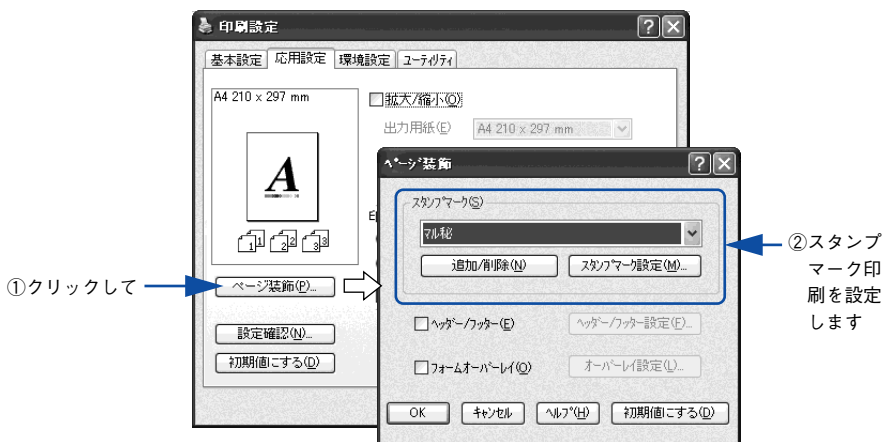 印刷設定
基本設定 応用設定 環境設定 ユーティリティ
A4 210 x 297 mm
拡大/縮小(O)
出力用紙(E) A4 210 x 297 mm
A
1 1 2 2 3 3
①クリックして
ページ装飾(P)...
設定確認(N)...
初期値にする(D)
ページ装飾
スタンプマーク(S)
マル秘
追加/削除(N) スタンプマーク設定(M)...
ヘッダー/フッター(E) ヘッダー/フッター設定(F)...
フォームオーバーレイ(O) オーバーレイ設定(L)...
OK キャンセル ヘルプ(H) 初期値にする(D)
②スタンプ
マーク印
刷を設定
します